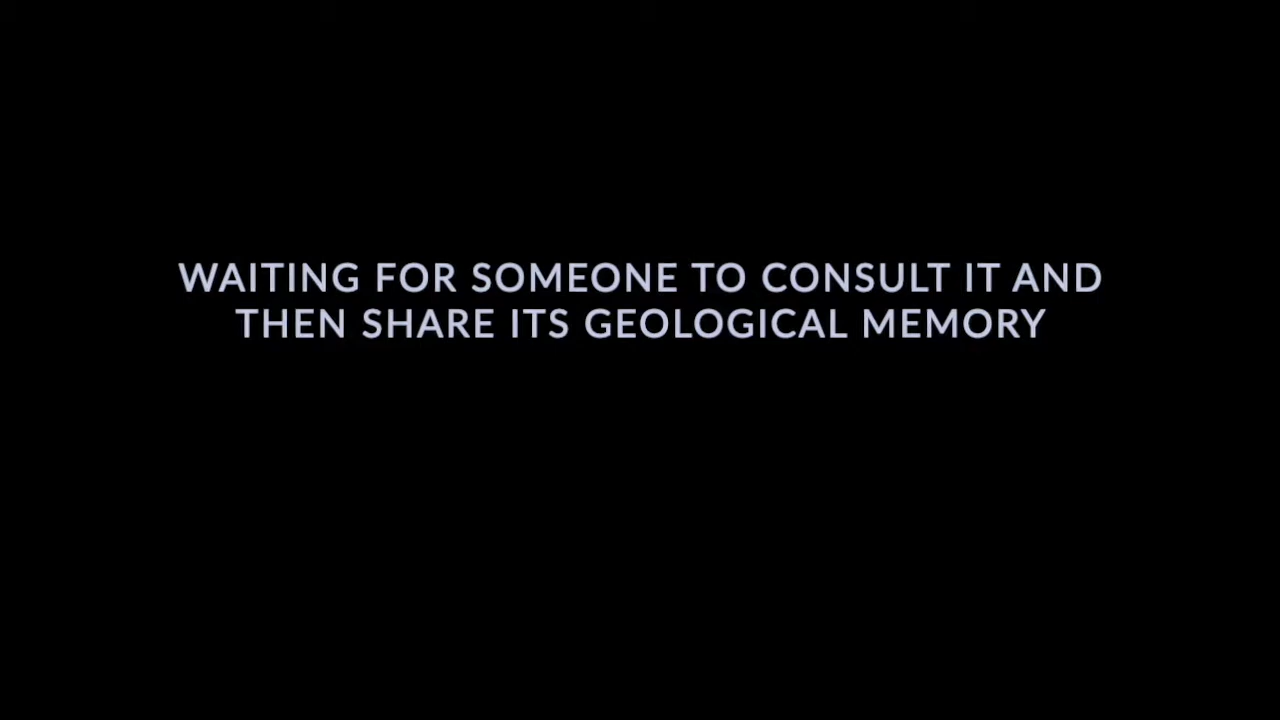 WAITING FOR SOMEONE TO CONSULT IT AND
THEN SHARE ITS GEOLOGICAL MEMORY